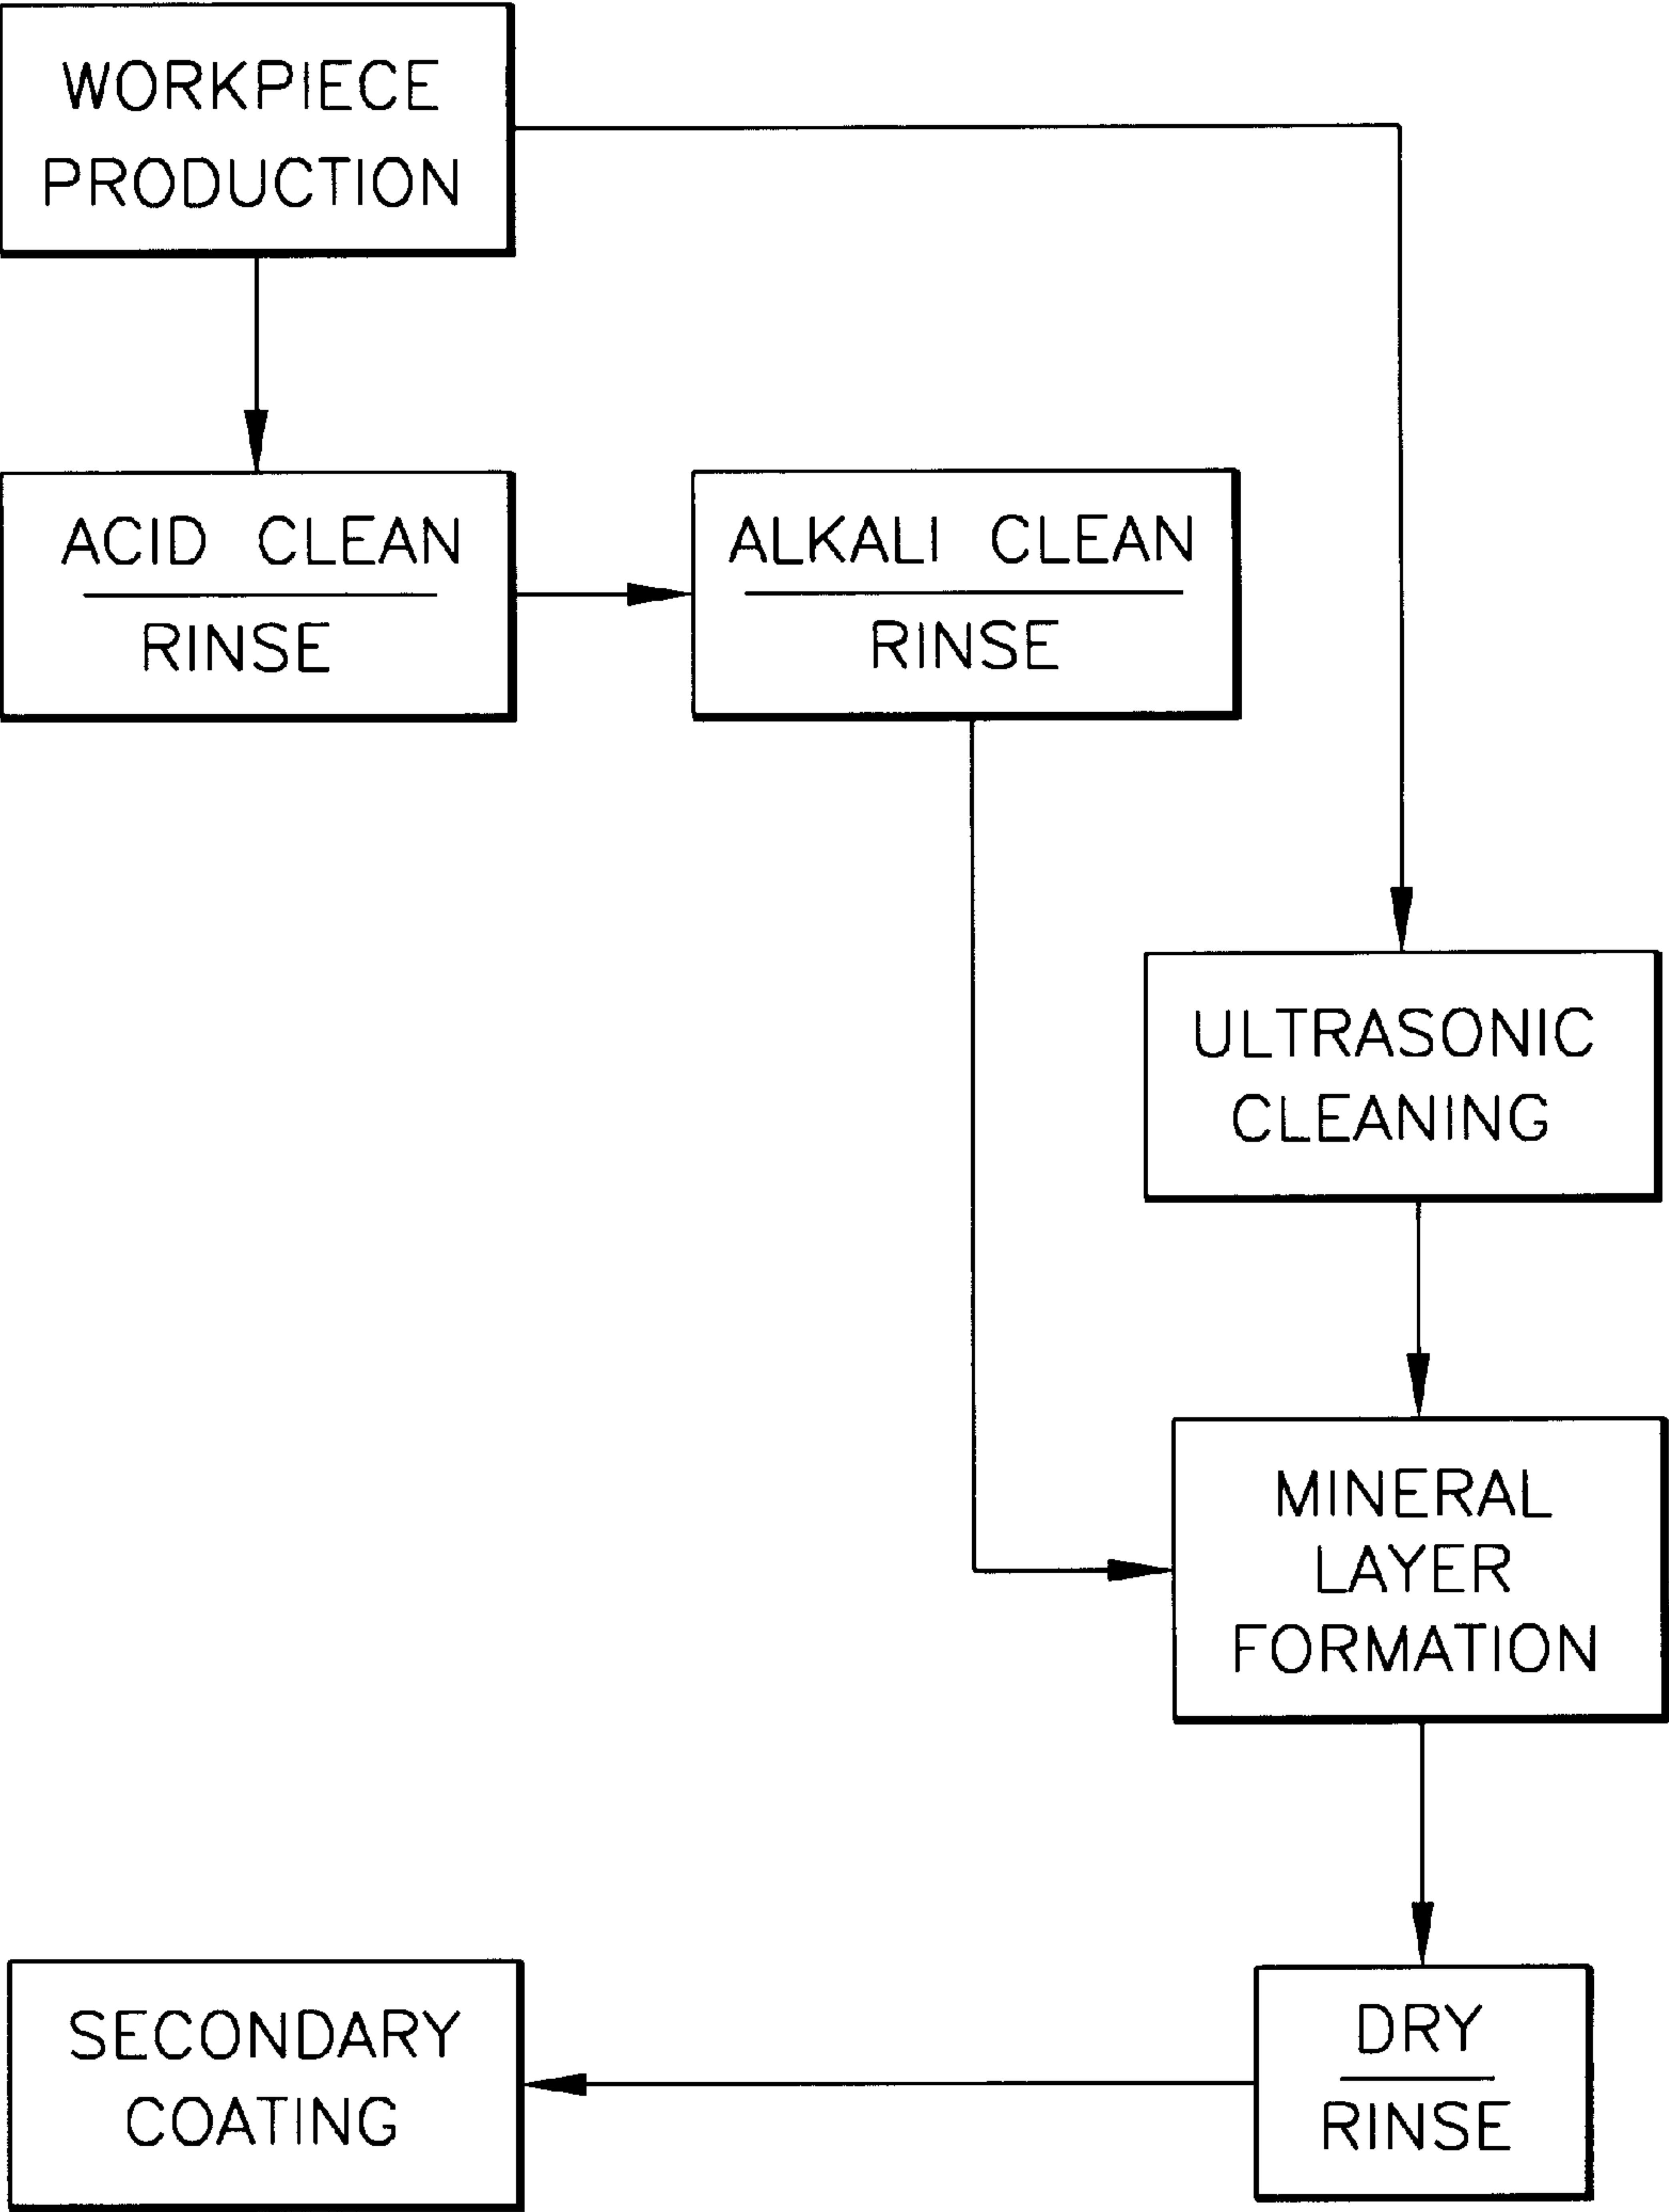 WORKPIECE
PRODUCTION
ACID CLEAN
RINSE
ALKALI CLEAN
RINSE
ULTRASONIC
CLEANING
MINERAL
LAYER
FORMATION
DRY
RINSE
SECONDARY
COATING